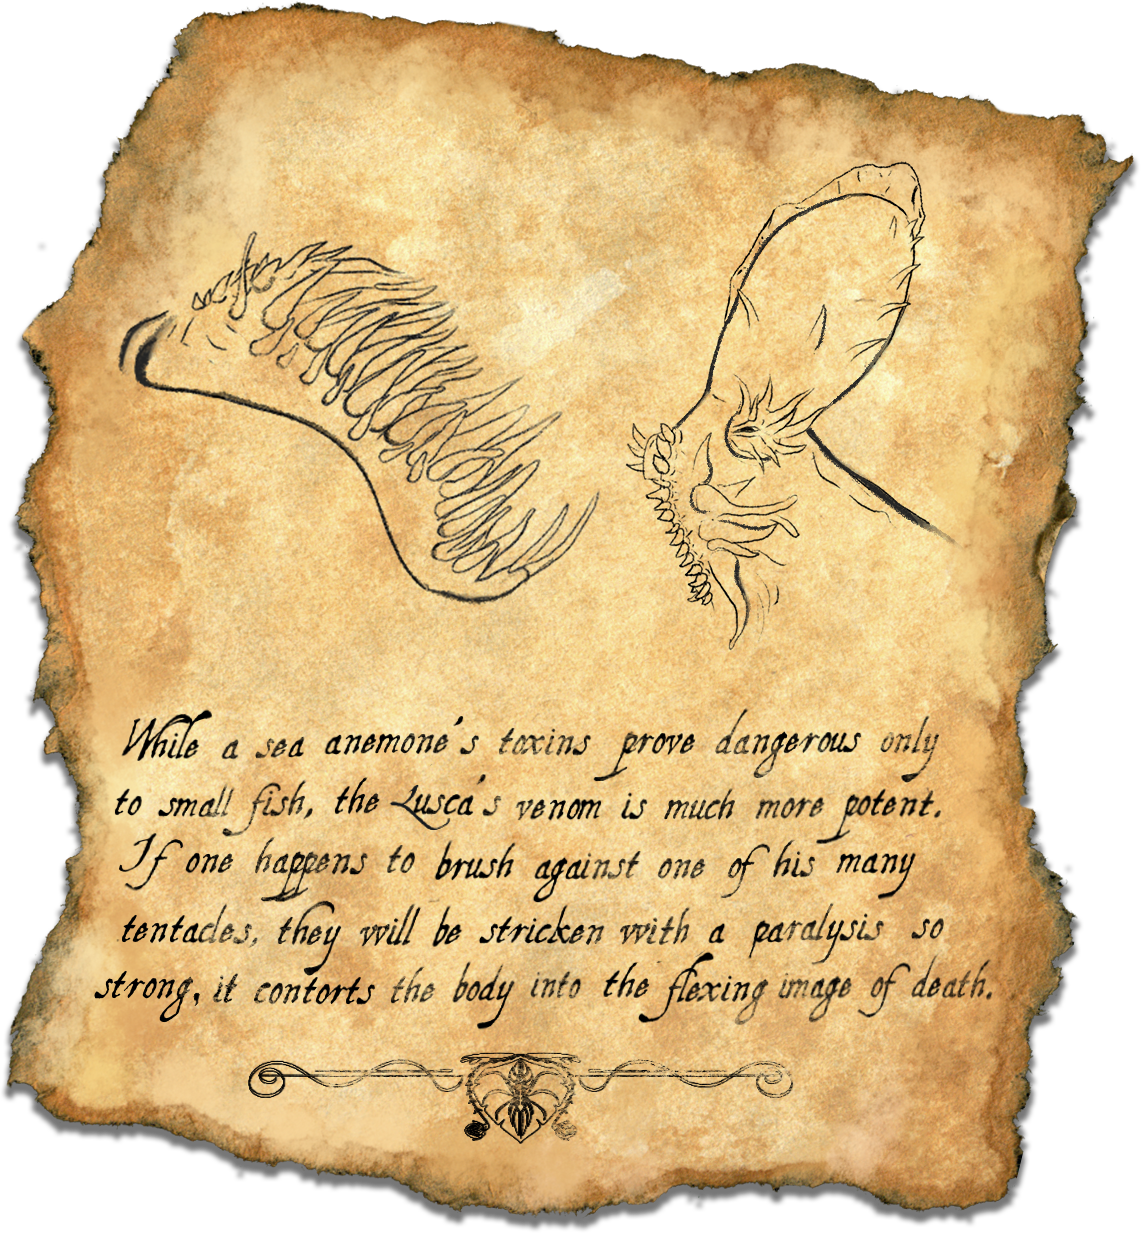 While a sea anemone's toxins prove dangerous only
to small fish, the Lusca's venom is much more potent.
If one happens to brush against one of his many
tentacles, they will be stricken with a paralysis so
strong, it contorts the body into the flexing image of death.